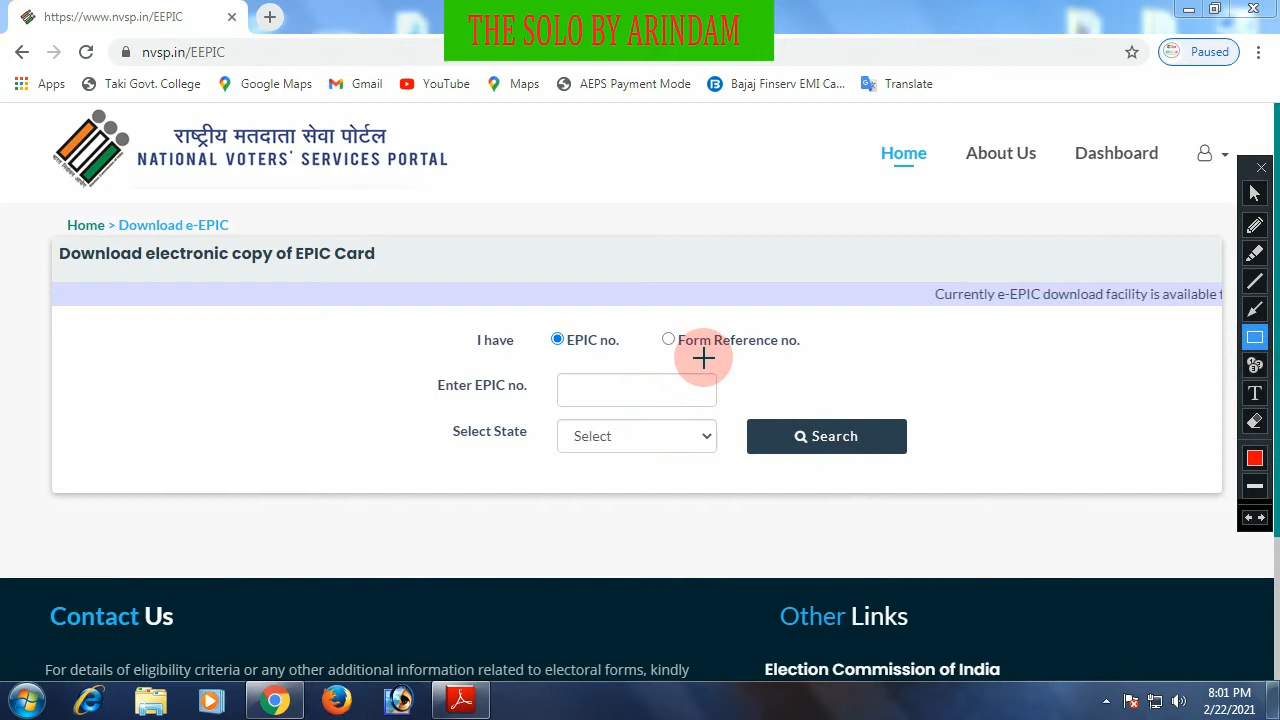 https://www.nvsp.in/EEPIC
THE SOLO BY ARINDAM
nvsp.in/EEPIC
Paused
Apps
Taki Govt. College
Google Maps
Gmail
YouTube
Maps
AEPS Payment Mode
Bajaj Finserv EMI Ca...
Translate
राष्ट्रीय मतदाता सेवा पोर्टल
NATIONAL VOTERS' SERVICES PORTAL
Home
About Us
Dashboard
Home > Download e-EPIC
Download electronic copy of EPIC Card
Currently e-EPIC download facility is available
I have
EPIC no.
Form Reference no.
Enter EPIC no.
Select State
Select
Search
T
Contact Us
Other Links
For details of eligibility criteria or any other additional information related to electoral forms, kindly
Election Commission of India
8:01 PM
2/22/2021